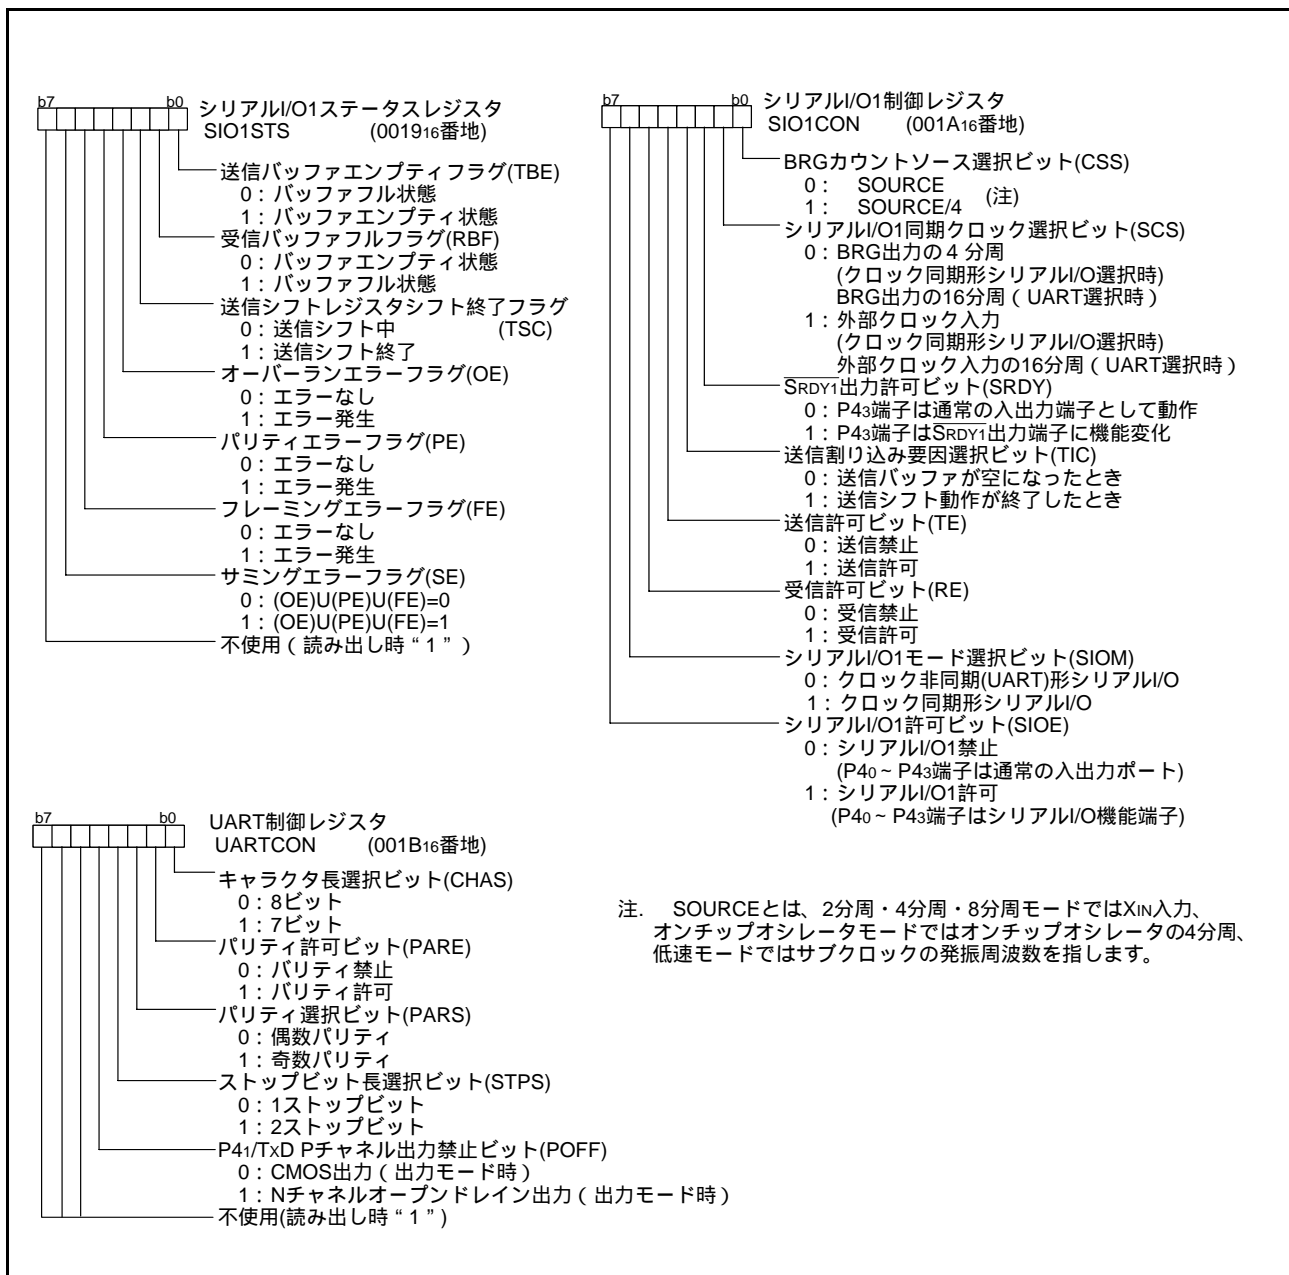 b7 b0 シリアルI/O1ステータスレジスタ
SIO1STS (001916番地)
送信バッファエンプティフラグ(TBE)
0：バッファフル状態
1：バッファエンプティ状態
受信バッファフルフラグ(RBF)
0：バッファエンプティ状態
1：バッファフル状態
送信シフトレジスタシフト終了フラグ
0：送信シフト中 (TSC)
1：送信シフト終了
オーバーランエラーフラグ(OE)
0：エラーなし
1：エラー発生
パリティエラーフラグ(PE)
0：エラーなし
1：エラー発生
フレーミングエラーフラグ(FE)
0：エラーなし
1：エラー発生
サミングエラーフラグ(SE)
0：(OE)U(PE)U(FE)=0
1：(OE)U(PE)U(FE)=1
不使用（読み出し時“1”）
b7 b0 シリアルI/O1制御レジスタ
SIO1CON (001A16番地)
BRGカウントソース選択ビット(CSS)
0： SOURCE
1： SOURCE/4 (注)
シリアルI/O1同期クロック選択ビット(SCS)
0：BRG出力の４分周
(クロック同期形シリアルI/O選択時)
BRG出力の16分周（UART選択時）
1：外部クロック入力
(クロック同期形シリアルI/O選択時)
外部クロック入力の16分周（UART選択時）
SRDY1出力許可ビット(SRDY)
0：P43端子は通常の入出力端子として動作
1：P43端子はSRDY1出力端子に機能変化
送信割り込み要因選択ビット(TIC)
0：送信バッファが空になったとき
1：送信シフト動作が終了したとき
送信許可ビット(TE)
0：送信禁止
1：送信許可
受信許可ビット(RE)
0：受信禁止
1：受信許可
シリアルI/O1モード選択ビット(SIOM)
0：クロック非同期(UART)形シリアルI/O
1：クロック同期形シリアルI/O
シリアルI/O1許可ビット(SIOE)
0：シリアルI/O1禁止
(P40～P43端子は通常の入出力ポート)
1：シリアルI/O1許可
(P40～P43端子はシリアルI/O機能端子)
b7 b0 UART制御レジスタ
UARTCON (001B16番地)
キャラクタ長選択ビット(CHAS)
0：8ビット
1：7ビット
パリティ許可ビット(PARE)
0：パリティ禁止
1：パリティ許可
パリティ選択ビット(PARS)
0：偶数パリティ
1：奇数パリティ
ストップビット長選択ビット(STPS)
0：1ストップビット
1：2ストップビット
P41/TXD Pチャネル出力禁止ビット(POFF)
0：CMOS出力（出力モード時）
1：Nチャネルオープンドレイン出力（出力モード時）
不使用(読み出し時“1”)
注. SOURCEとは、2分周・4分周・8分周モードではXIN入力、
オンチップオシレータモードではオンチップオシレータの4分周、
低速モードではサブクロックの発振周波数を指します。